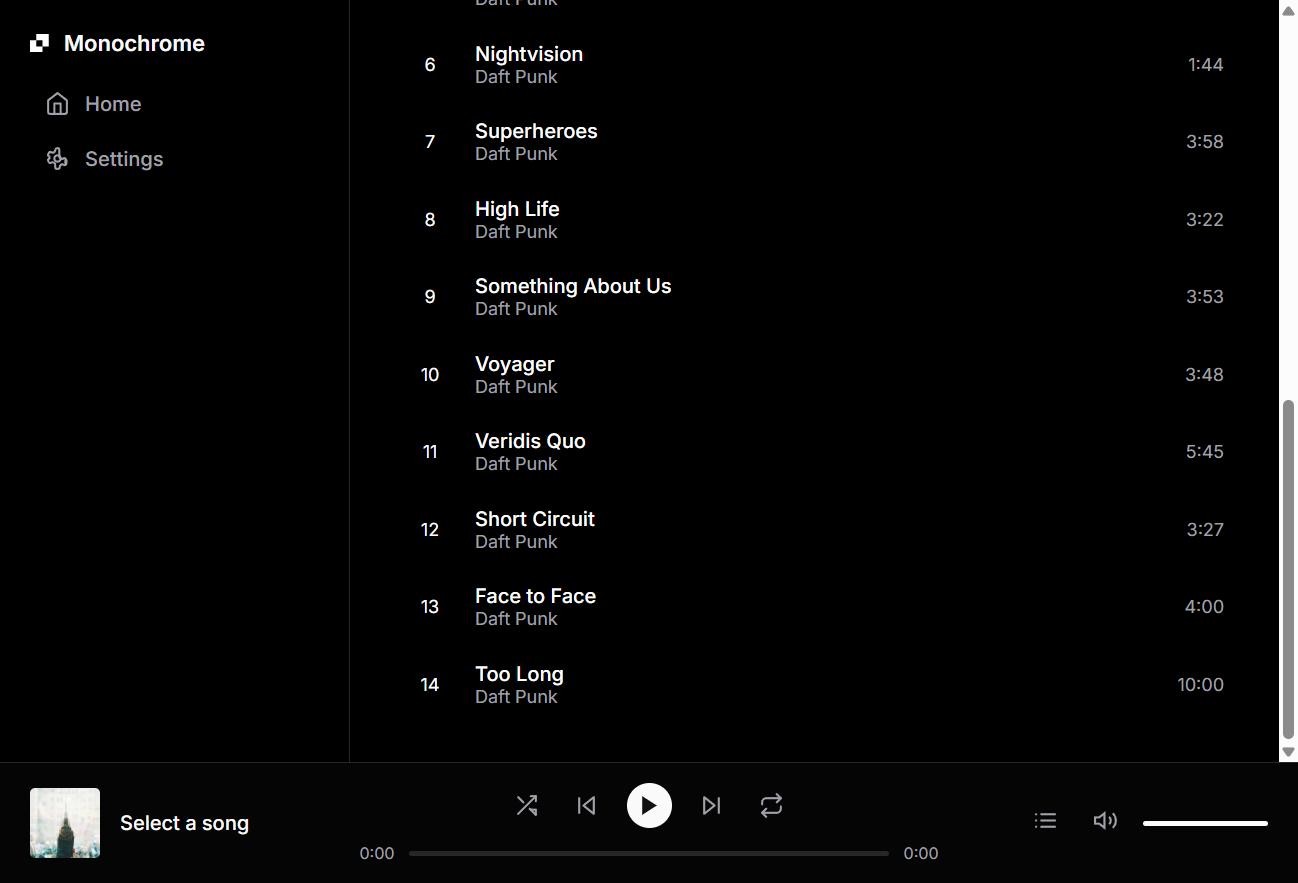 Daft Punk
Monochrome
Home
Settings
6
Nightvision
Daft Punk
1:44
7
Superheroes
Daft Punk
3:58
8
High Life
Daft Punk
3:22
9
Something About Us
Daft Punk
3:53
10
Voyager
Daft Punk
3:48
11
Veridis Quo
Daft Punk
5:45
12
Short Circuit
Daft Punk
3:27
13
Face to Face
Daft Punk
4:00
14
Too Long
Daft Punk
10:00
Select a song
0:00
0:00